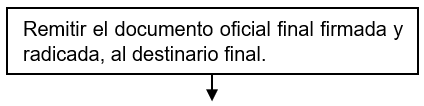 Remitir el documento oficial final firmada y
radicada, al destinario final.